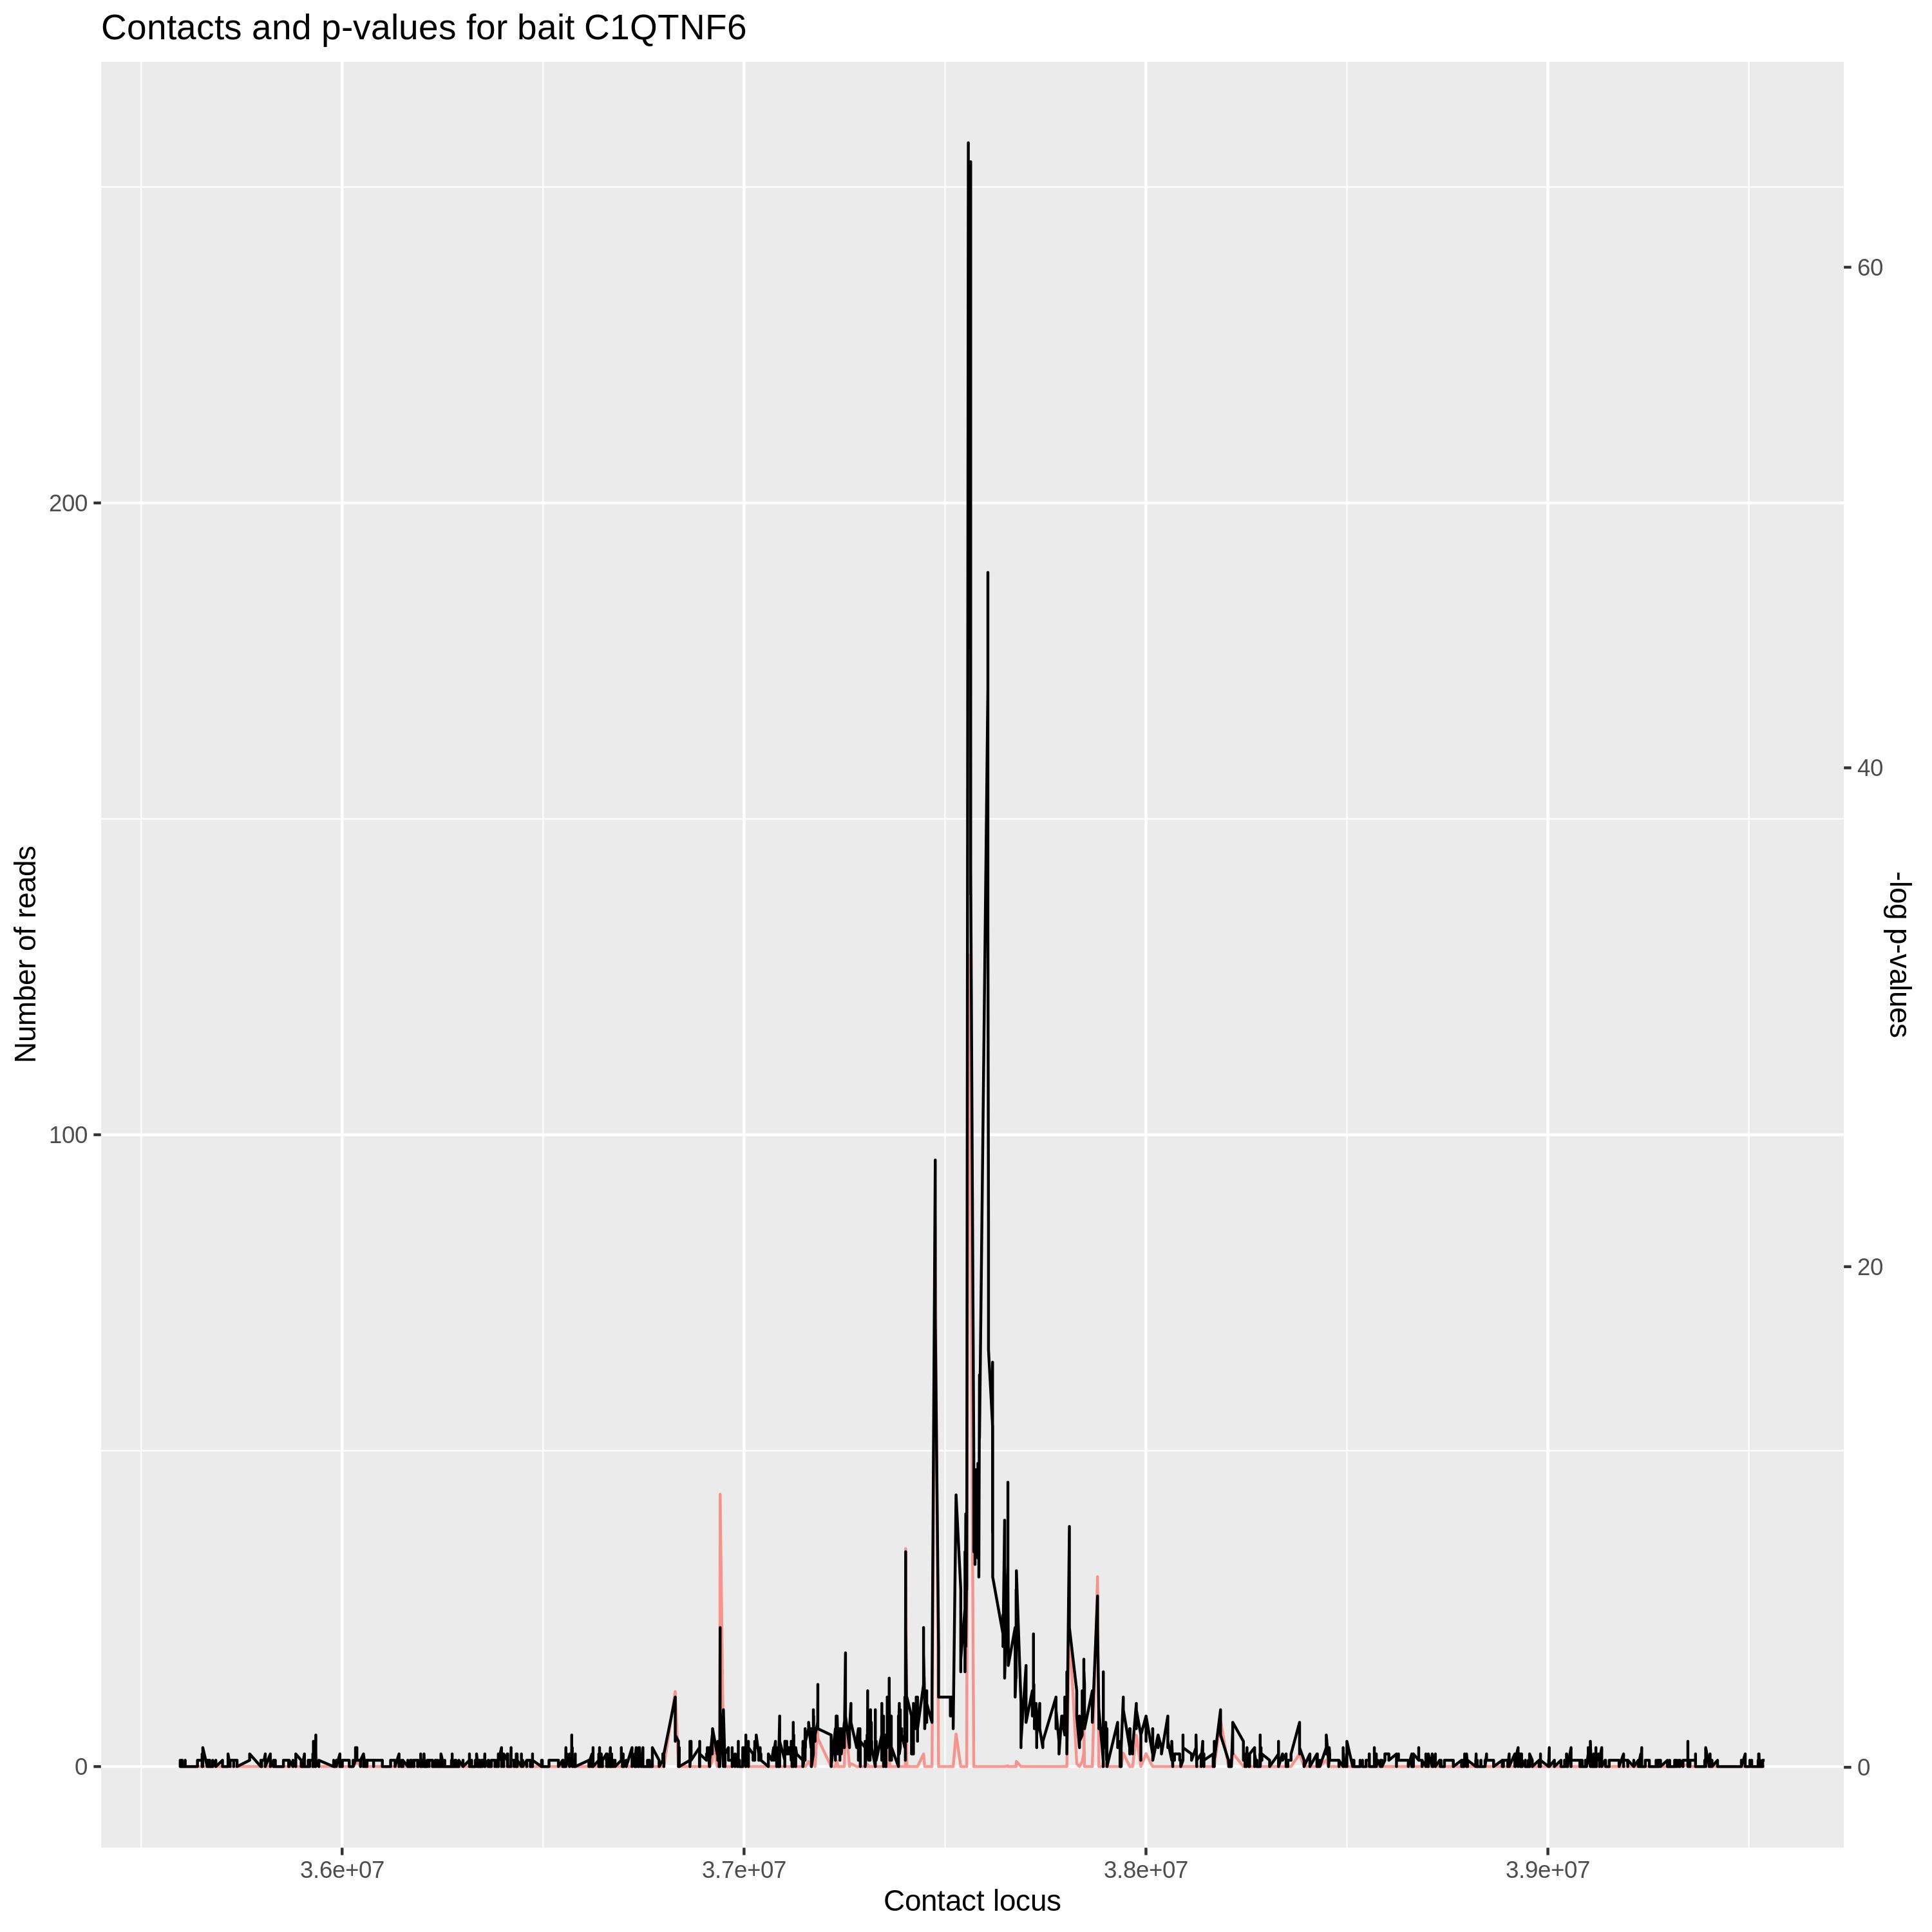 Contacts and p-values for bait C1QTNF6
Number of reads
200
100
0
60
40
20
0
-log p-values
3.6e+07
3.7e+07
3.8e+07
3.9e+07
Contact locus